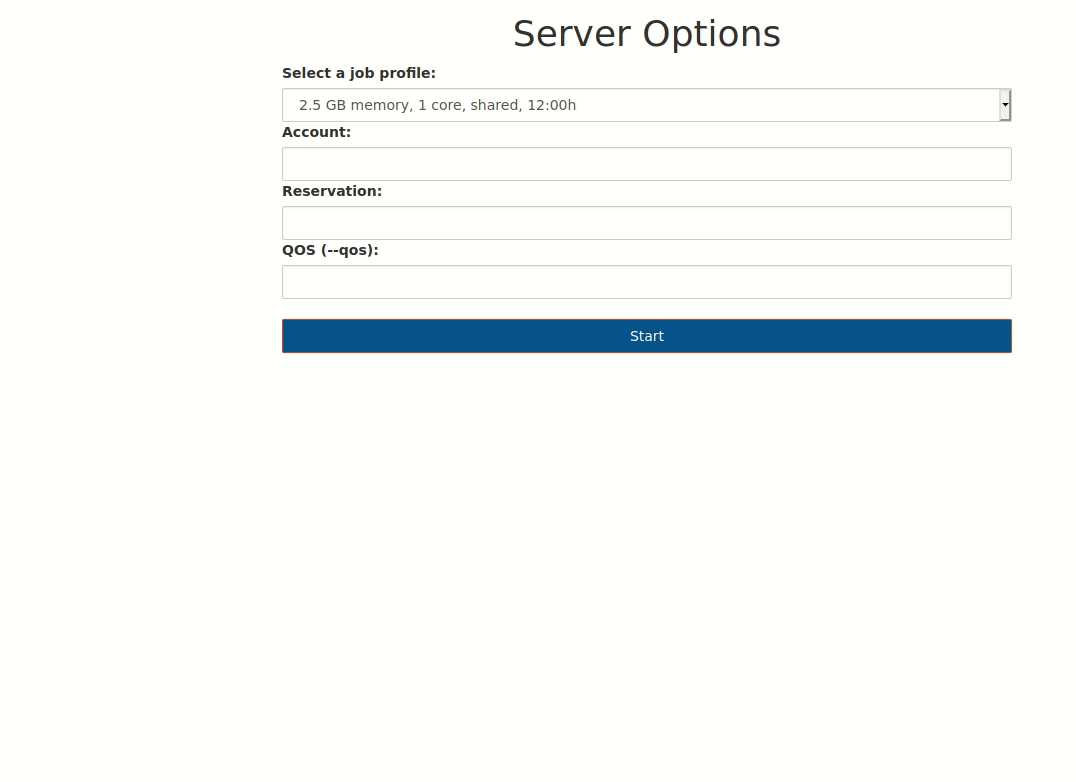 Server Options
Select a job profile:
2.5 GB memory, 1 core, shared, 12:00h
Account:
Reservation:
QOS (--qos):
Start